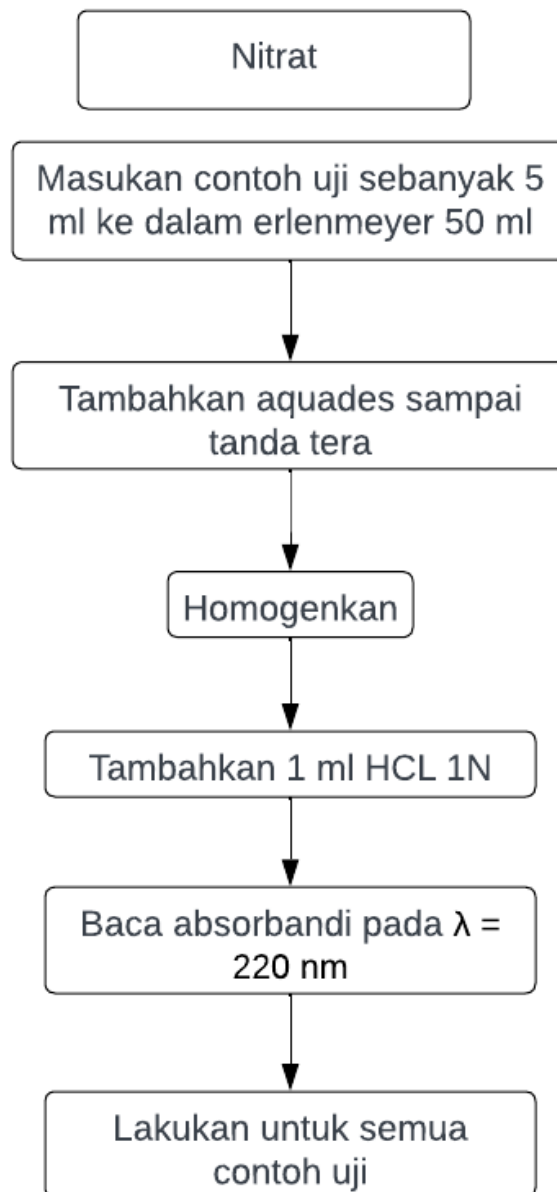 Nitrat
Masukan contoh uji sebanyak 5
ml ke dalam erlenmeyer 50 ml
Tambahkan aquades sampai
tanda tera
Homogenkan
Tambahkan 1 ml HCL 1N
Baca absorbandi pada λ =
220 nm
Lakukan untuk semua
contoh uji